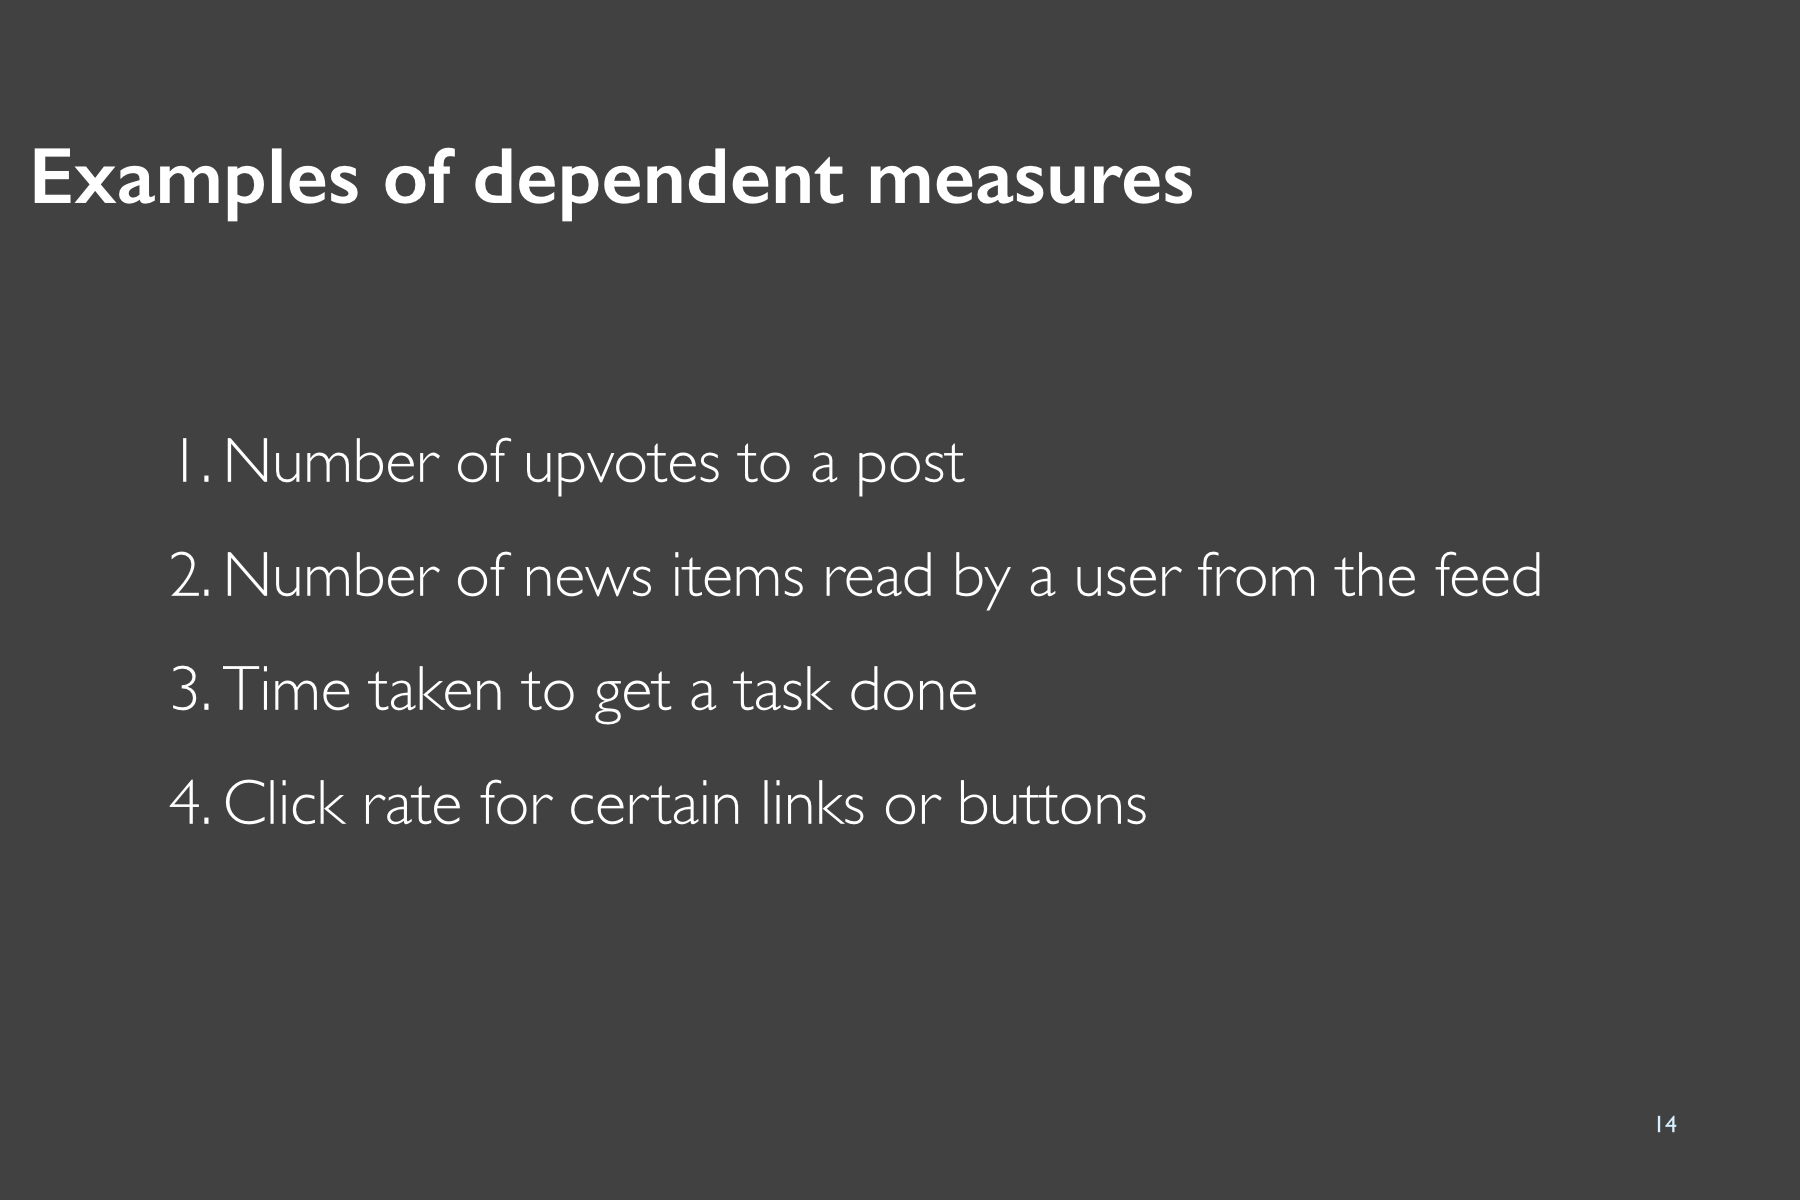 Examples of dependent measures
1. Number of upvotes to a post
2. Number of news items read by a user from the feed
3. Time taken to get a task done
4. Click rate for certain links or buttons
14